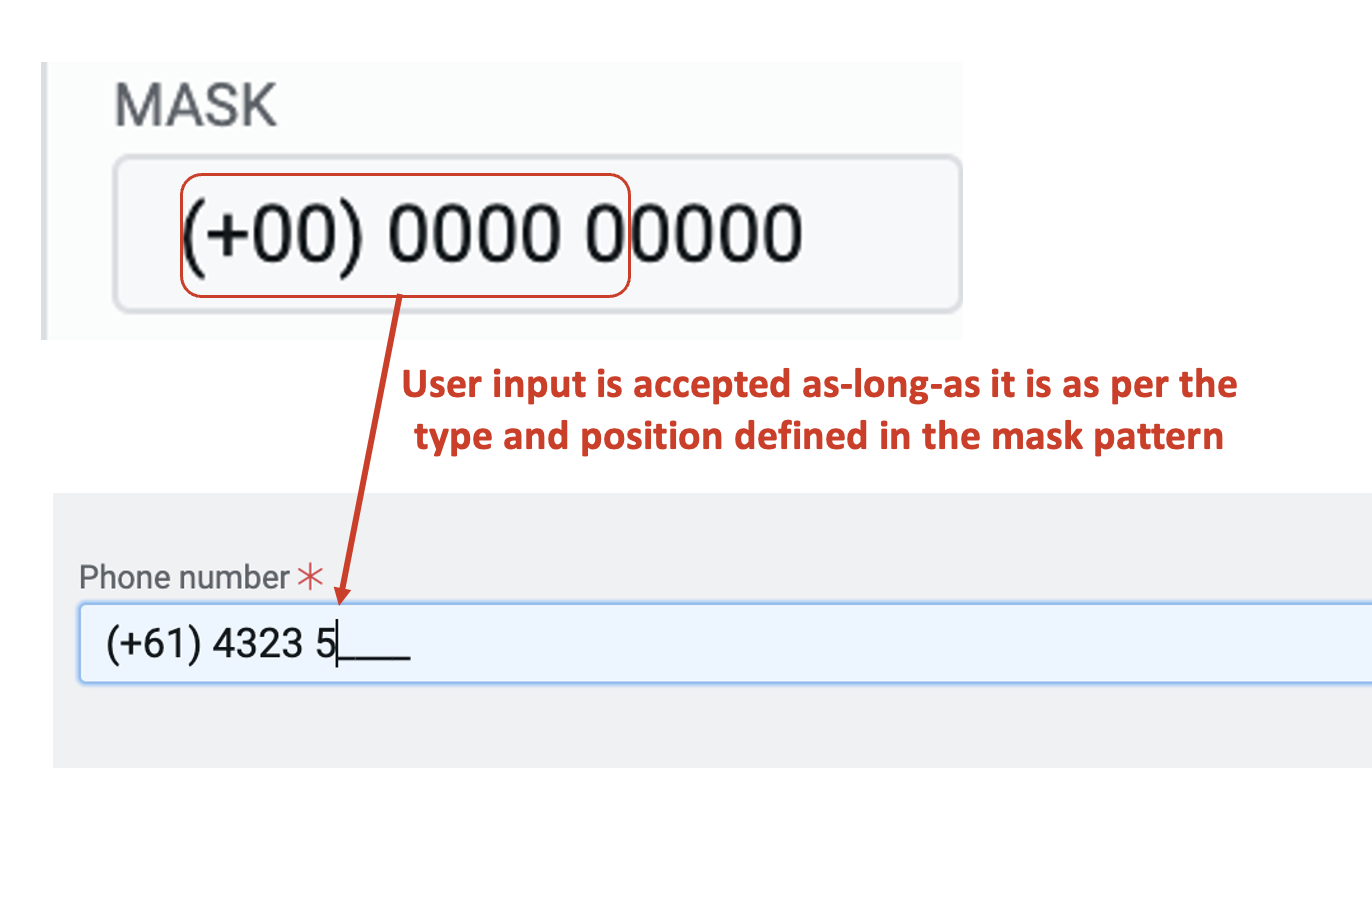 MASK
(+00) 0000 00000
User input is accepted as-long-as it is as per the
type and position defined in the mask pattern
Phone number *
(+61) 4323 5____